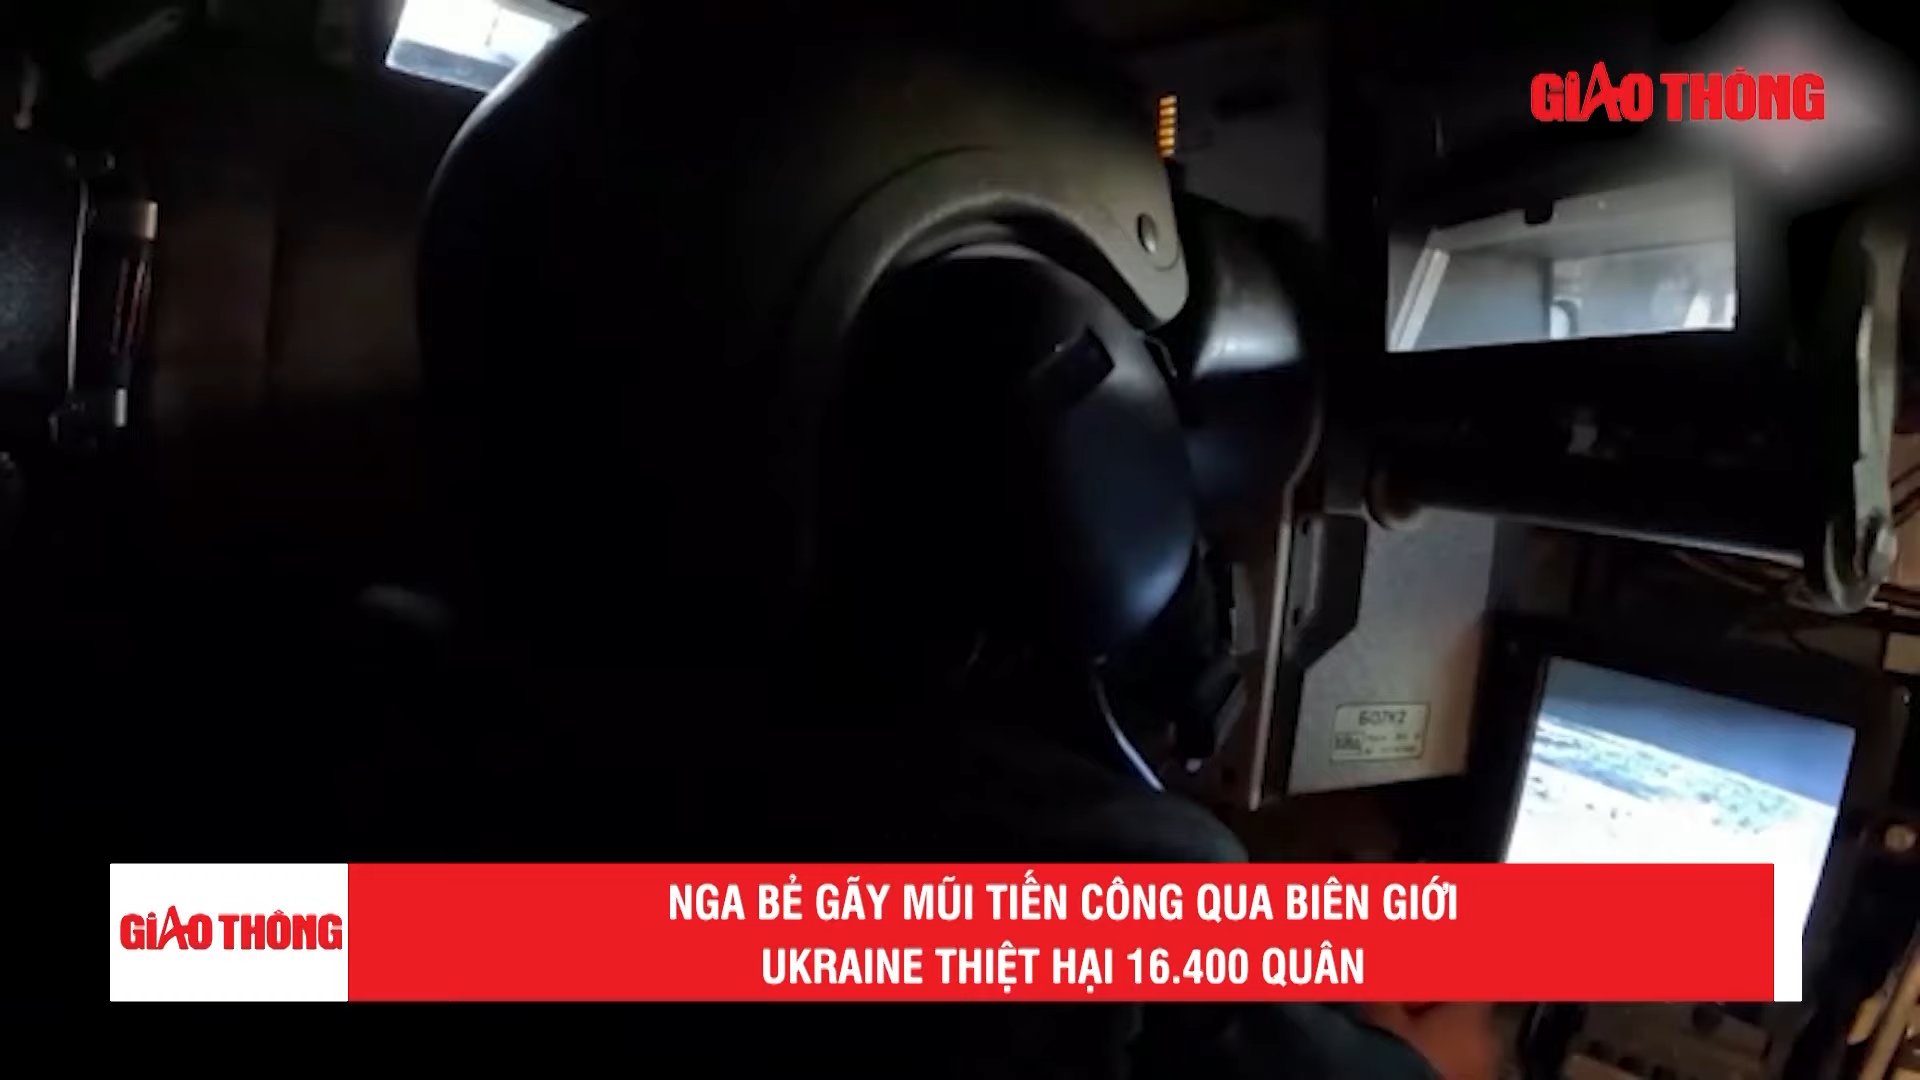 GIAO THÔNG
Б07К2
GIAO THÔNG
NGA BẺ GÃY MŨI TIẾN CÔNG QUA BIÊN GIỚI
UKRAINE THIỆT HẠI 16.400 QUÂN